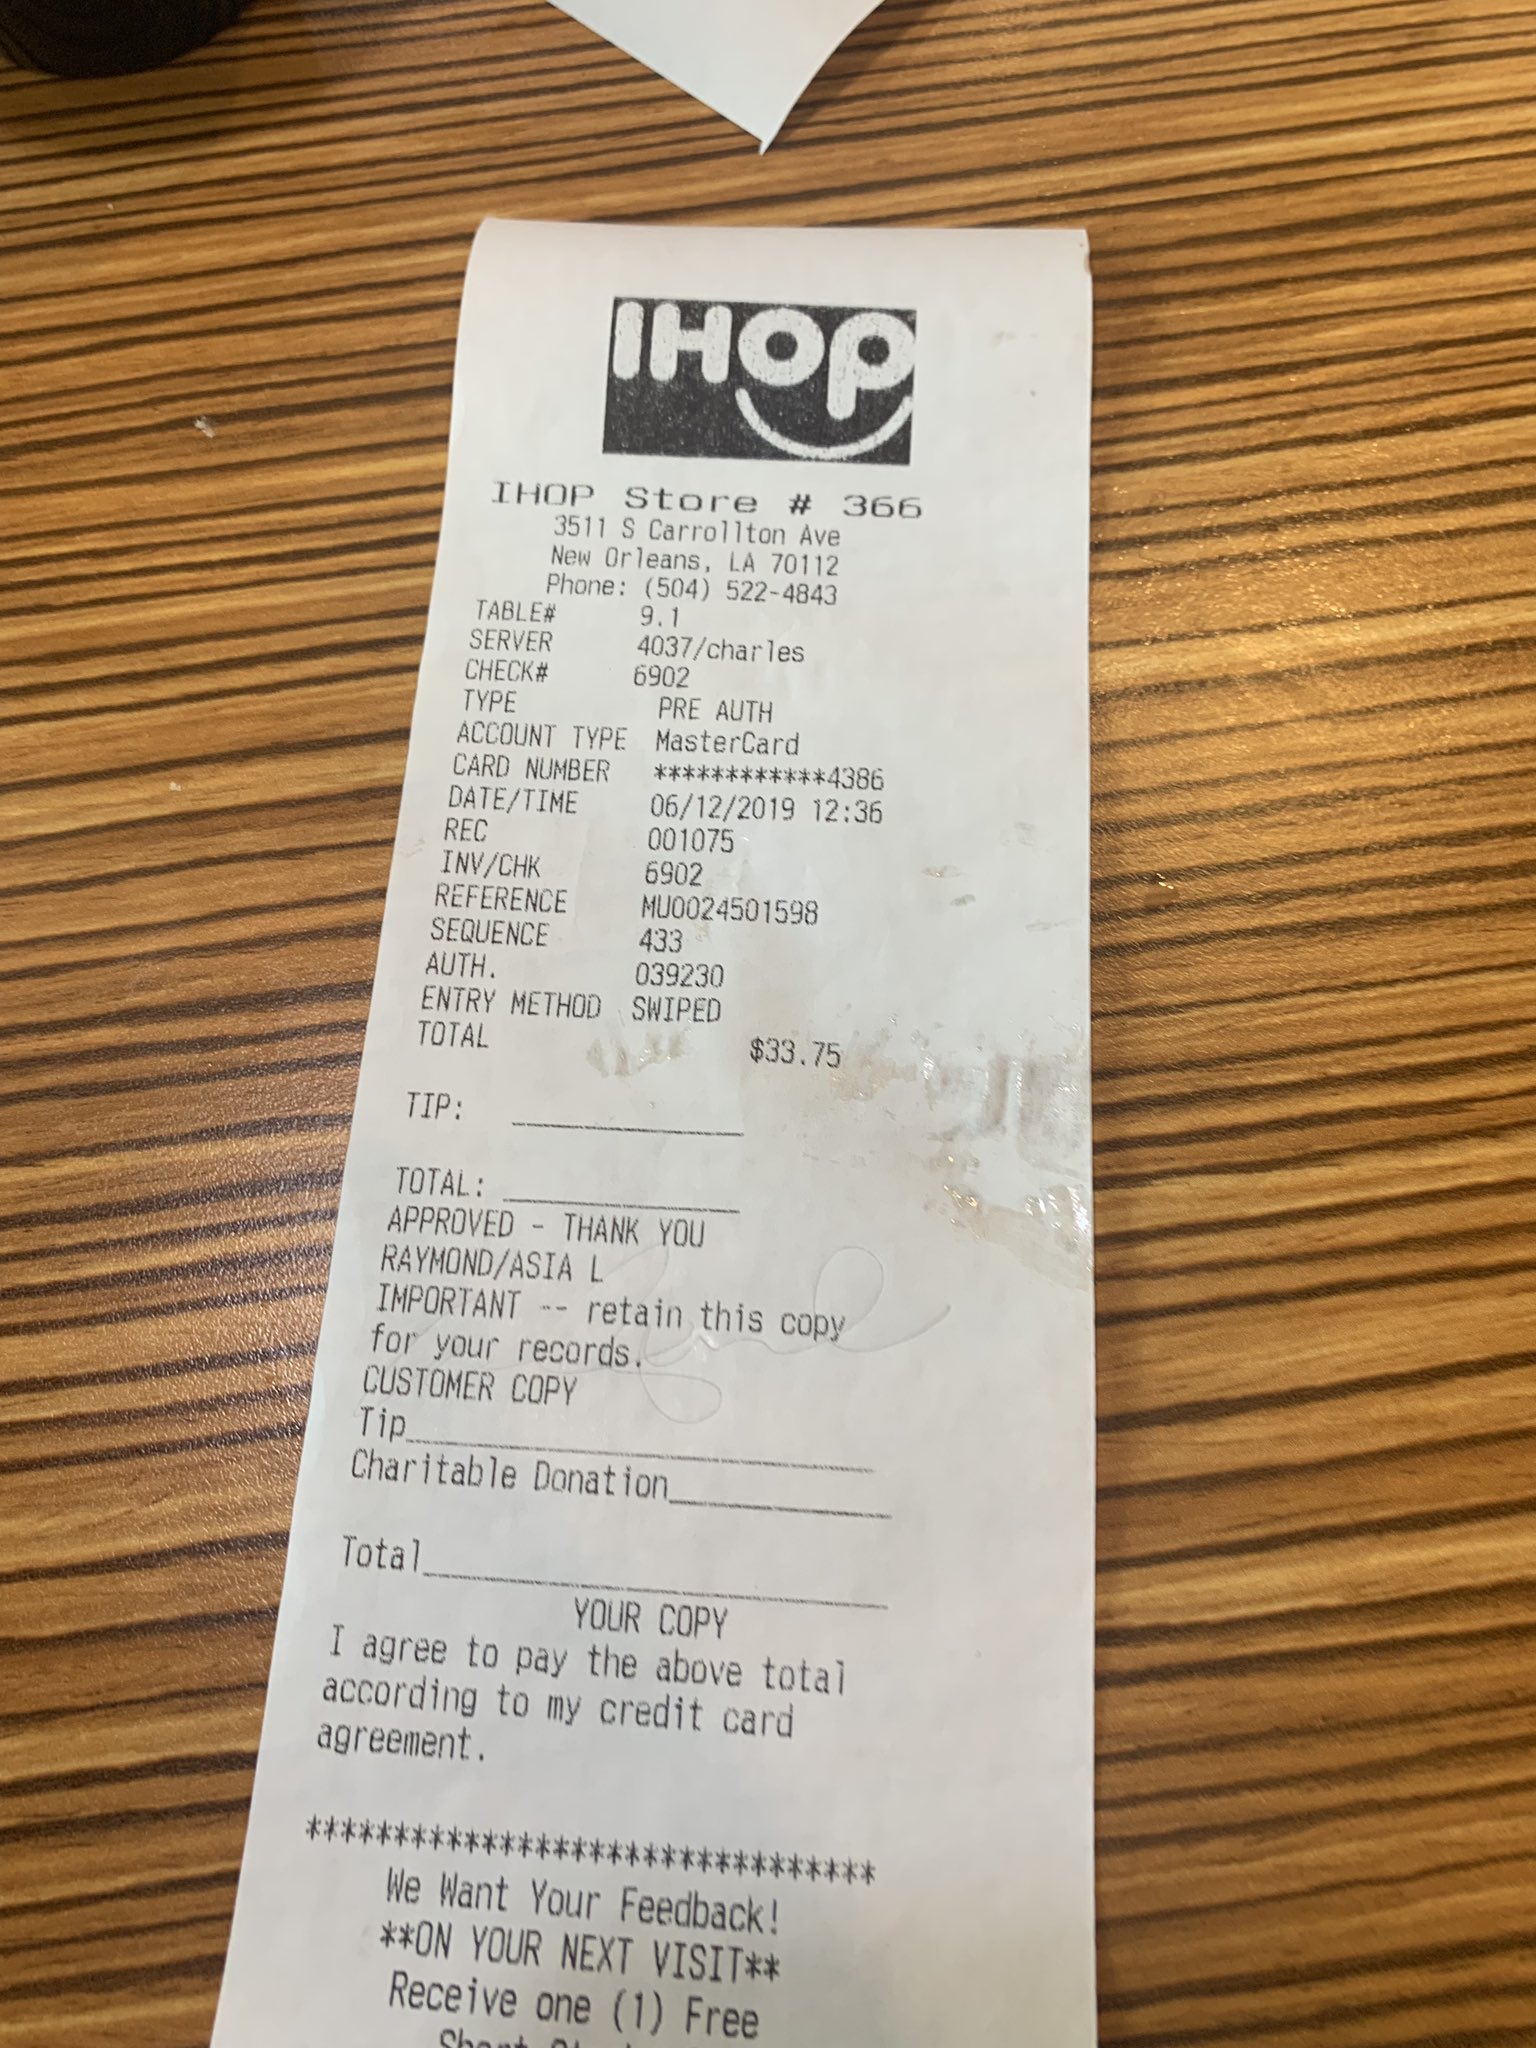 IHOP
IHOP Store # 366
3511 S Carrollton Ave
New Orleans, LA 70112
Phone: (504) 522-4843
TABLE# 9.1
SERVER 4037/charles
CHECK# 6902
TYPE PRE AUTH
ACCOUNT TYPE MasterCard
CARD NUMBER ************4386
DATE/TIME 06/12/2019 12:36
REC 001075
INV/CHK 6902
REFERENCE MU0024501598
SEQUENCE 433
AUTH. 039230
ENTRY METHOD SWIPED
TOTAL $33.75
TIP: ______________
TOTAL: ______________
APPROVED - THANK YOU
RAYMOND/ASIA L
IMPORTANT -- retain this copy
for your records.
CUSTOMER COPY
Tip____________________________
Charitable Donation______________
Total____________________________
YOUR COPY
I agree to pay the above total
according to my credit card
agreement.
********************************
We Want Your Feedback!
**ON YOUR NEXT VISIT**
Receive one (1) Free